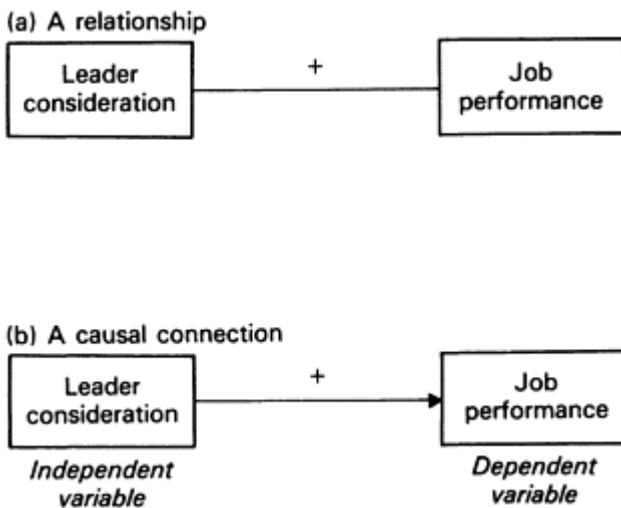 (a) A relationship
+
Leader
consideration
Job
performance
(b) A causal connection
+
Leader
consideration
Job
performance
Independent
variable
Dependent
variable